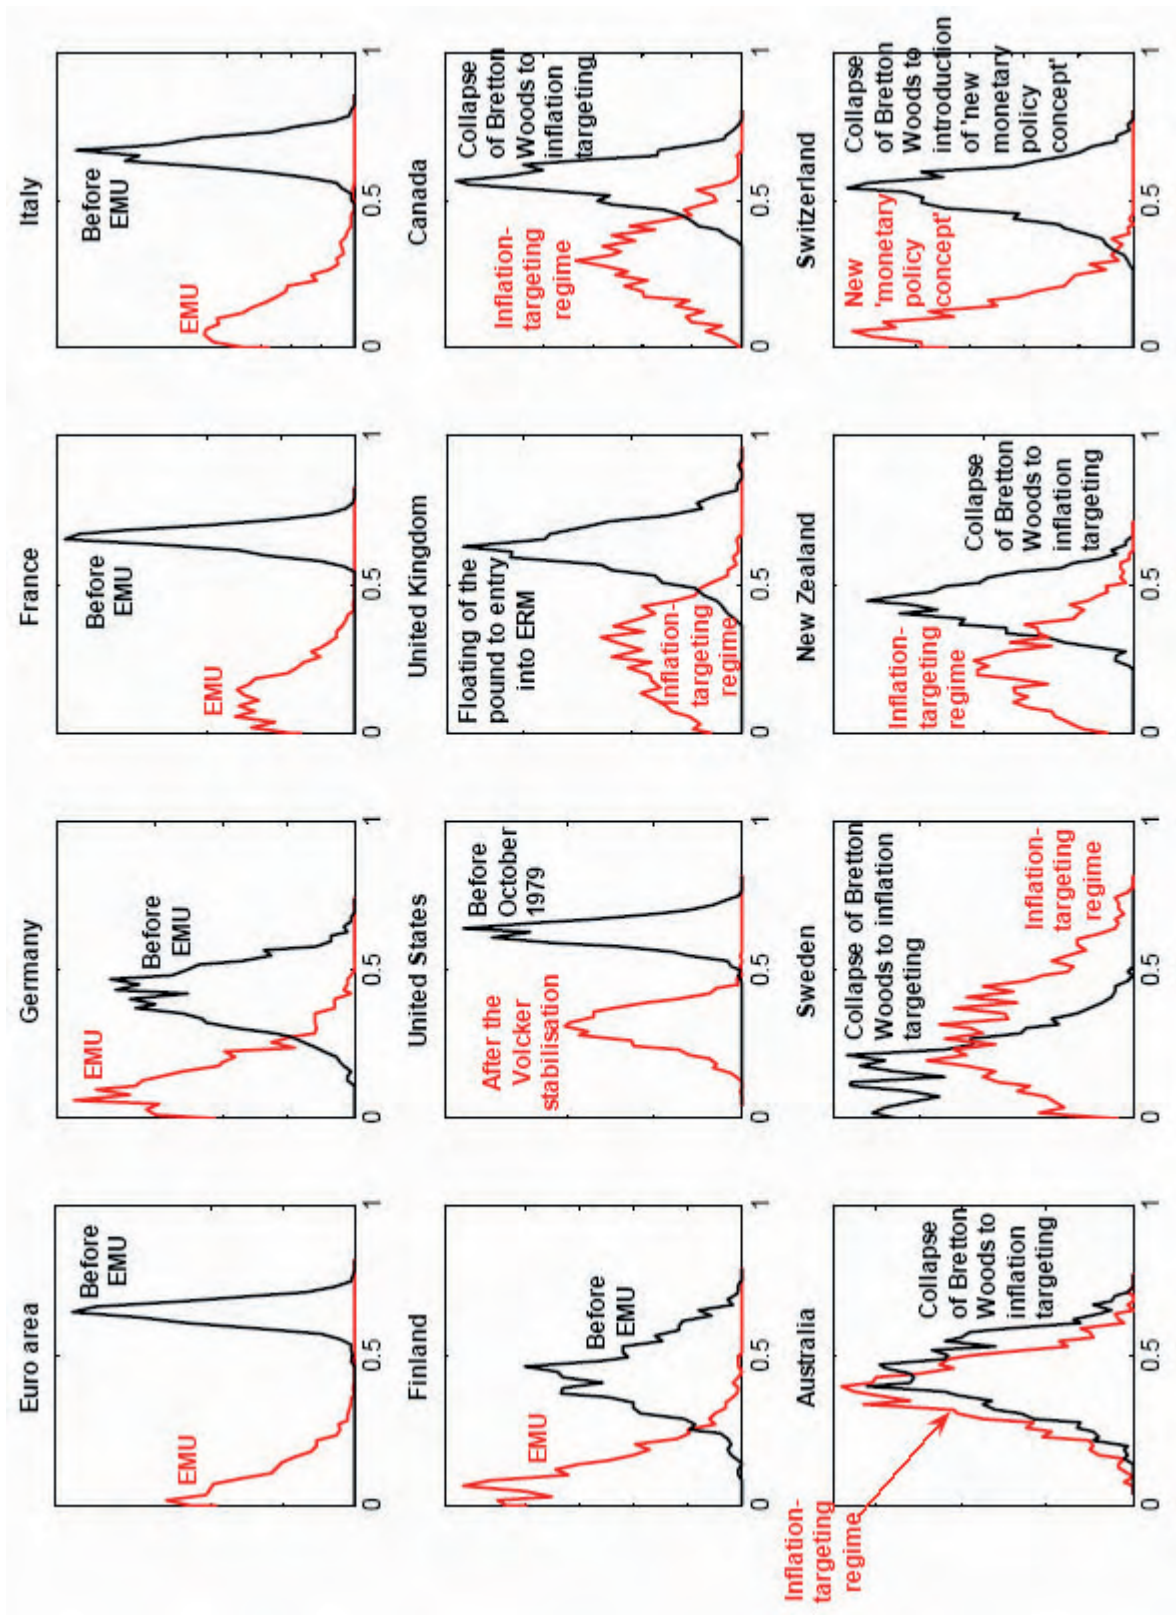 Euro area
EMU
Before
EMU
0
0.5
1
Germany
EMU
Before
EMU
0
0.5
1
France
EMU
Before
EMU
0
0.5
1
Italy
EMU
Before
EMU
0
0.5
1
Finland
EMU
Before
EMU
0
0.5
1
United States
After the
Volcker
stabilisation
Before
October
1979
0
0.5
1
United Kingdom
Floating of the
pound to entry
into ERM
Inflation-
targeting
regime
0
0.5
1
Canada
Inflation-
targeting
regime
Collapse
of Bretton
Woods to
inflation
targeting
0
0.5
1
Australia
Inflation-
targeting
regime
Collapse
of Bretton
Woods to
inflation
targeting
0
0.5
1
Sweden
Collapse of Bretton
Woods to inflation
targeting
Inflation-
targeting
regime
0
0.5
1
New Zealand
Inflation-
targeting
regime
Collapse
of Bretton
Woods to
inflation
targeting
0
0.5
1
Switzerland
New
'monetary
policy
concept'
Collapse
of Bretton
Woods to
introduction
of 'new
monetary
policy
concept'
0
0.5
1